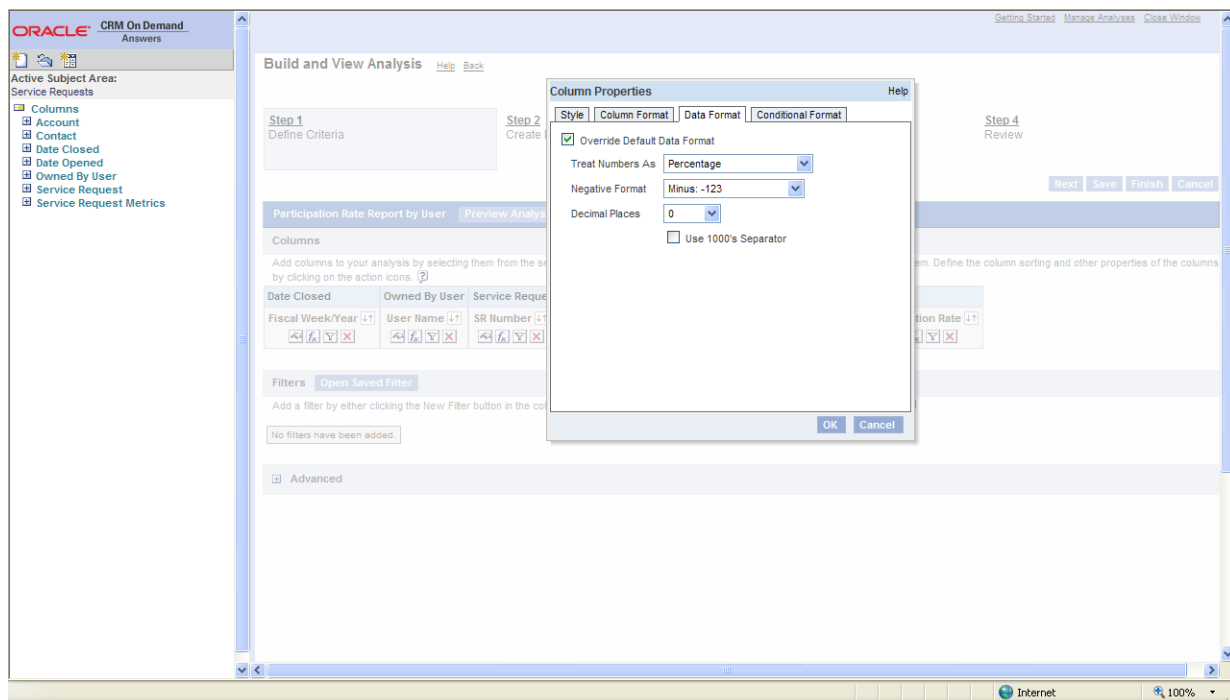 Getting Started Manage Analyses Close Window
ORACLE CRM On Demand
Answers
Active Subject Area:
Service Requests
Columns
Account
Contact
Date Closed
Date Opened
Owned By User
Service Request
Service Request Metrics
Build and View Analysis Help Back
Step 1
Define Criteria
Step 2
Create
Step 4
Review
Next Save Finish Cancel
Participation Rate Report by User Preview Analys
Columns
Add columns to your analysis by selecting them from the se
em. Define the column sorting and other properties of the columns
by clicking on the action icons.
Date Closed Owned By User Service Reque
Fiscal Week/Year User Name SR Number tion Rate
Filters Open Saved Filter
Add a filter by either clicking the New Filter button in the col
No filters have been added.
Advanced
Column Properties Help
Style Column Format Data Format Conditional Format
Override Default Data Format
Treat Numbers As Percentage
Negative Format Minus: -123
Decimal Places 0
Use 1000's Separator
OK Cancel
Internet 100%